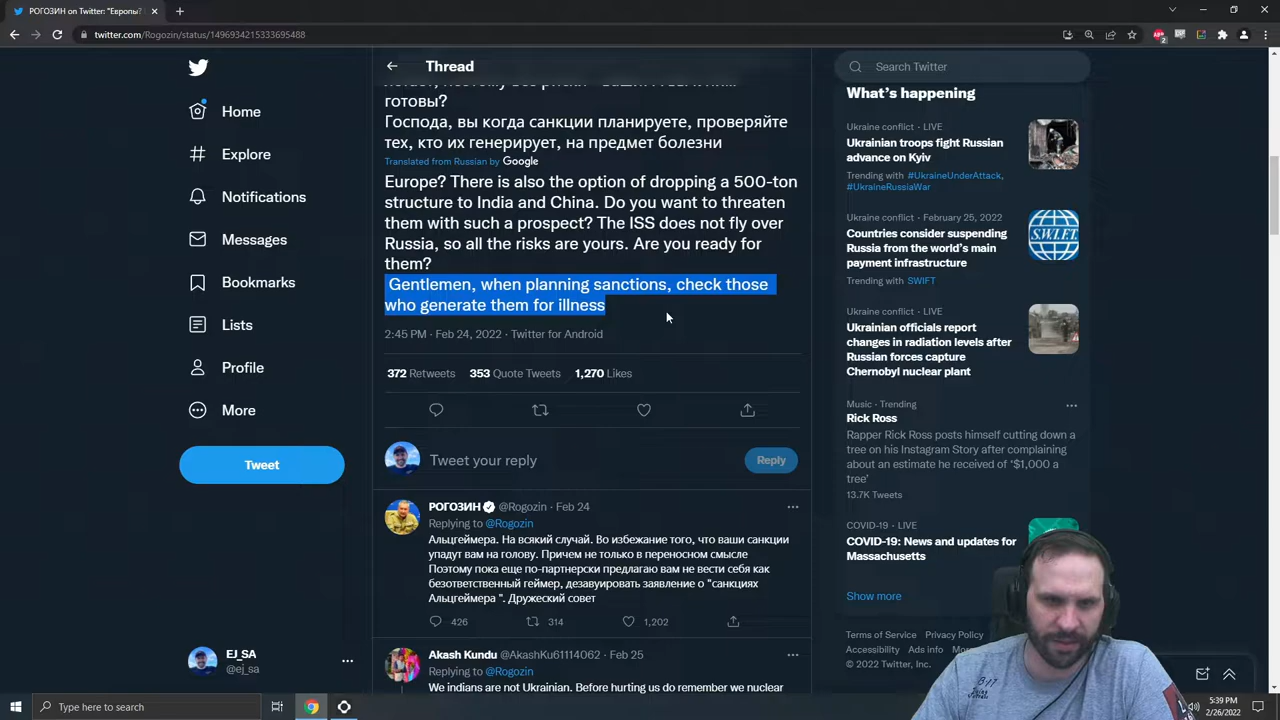 РОГОЗИН on Twitter: "Европы?
twitter.com/Rogozin/status/1496934215333695488
2
Home
Explore
Notifications
Messages
Bookmarks
Lists
Profile
More
Tweet
EJ_SA
@ej_sa
Thread
готовы?
Господа, вы когда санкции планируете, проверяйте
тех, кто их генерирует, на предмет болезни
Translated from Russian by Google
Europe? There is also the option of dropping a 500-ton
structure to India and China. Do you want to threaten
them with such a prospect? The ISS does not fly over
Russia, so all the risks are yours. Are you ready for
them?
Gentlemen, when planning sanctions, check those
who generate them for illness
2:45 PM · Feb 24, 2022 · Twitter for Android
372 Retweets 353 Quote Tweets 1,270 Likes
Tweet your reply
Reply
РОГОЗИН @Rogozin · Feb 24
Replying to @Rogozin
Альцгеймера. На всякий случай. Во избежание того, что ваши санкции
упадут вам на голову. Причем не только в переносном смысле
Поэтому пока еще по-партнерски предлагаю вам не вести себя как
безответственный геймер, дезавуировать заявление о "санкциях
Альцгеймера ". Дружеский совет
426 314 1,202
Akash Kundu @AkashKu61114062 · Feb 25
Replying to @Rogozin
We indians are not Ukrainian. Before hurting us do remember we nuclear
Search Twitter
What's happening
Ukraine conflict · LIVE
Ukrainian troops fight Russian
advance on Kyiv
Trending with #UkraineUnderAttack,
#UkraineRussiaWar
Ukraine conflict · February 25, 2022
Countries consider suspending
Russia from the world's main
payment infrastructure
Trending with SWIFT
S.W.I.F.T.
Ukraine conflict · LIVE
Ukrainian officials report
changes in radiation levels after
Russian forces capture
Chernobyl nuclear plant
Music · Trending
Rick Ross
Rapper Rick Ross posts himself cutting down a
tree on his Instagram Story after complaining
about an estimate he received of '$1,000 a
tree'
13.7K Tweets
COVID-19 · LIVE
COVID-19: News and updates for
Massachusetts
Show more
Terms of Service Privacy Policy
Accessibility Ads info
© 2022 Twitter, Inc.
Type here to search
5:39 PM
2/26/2022